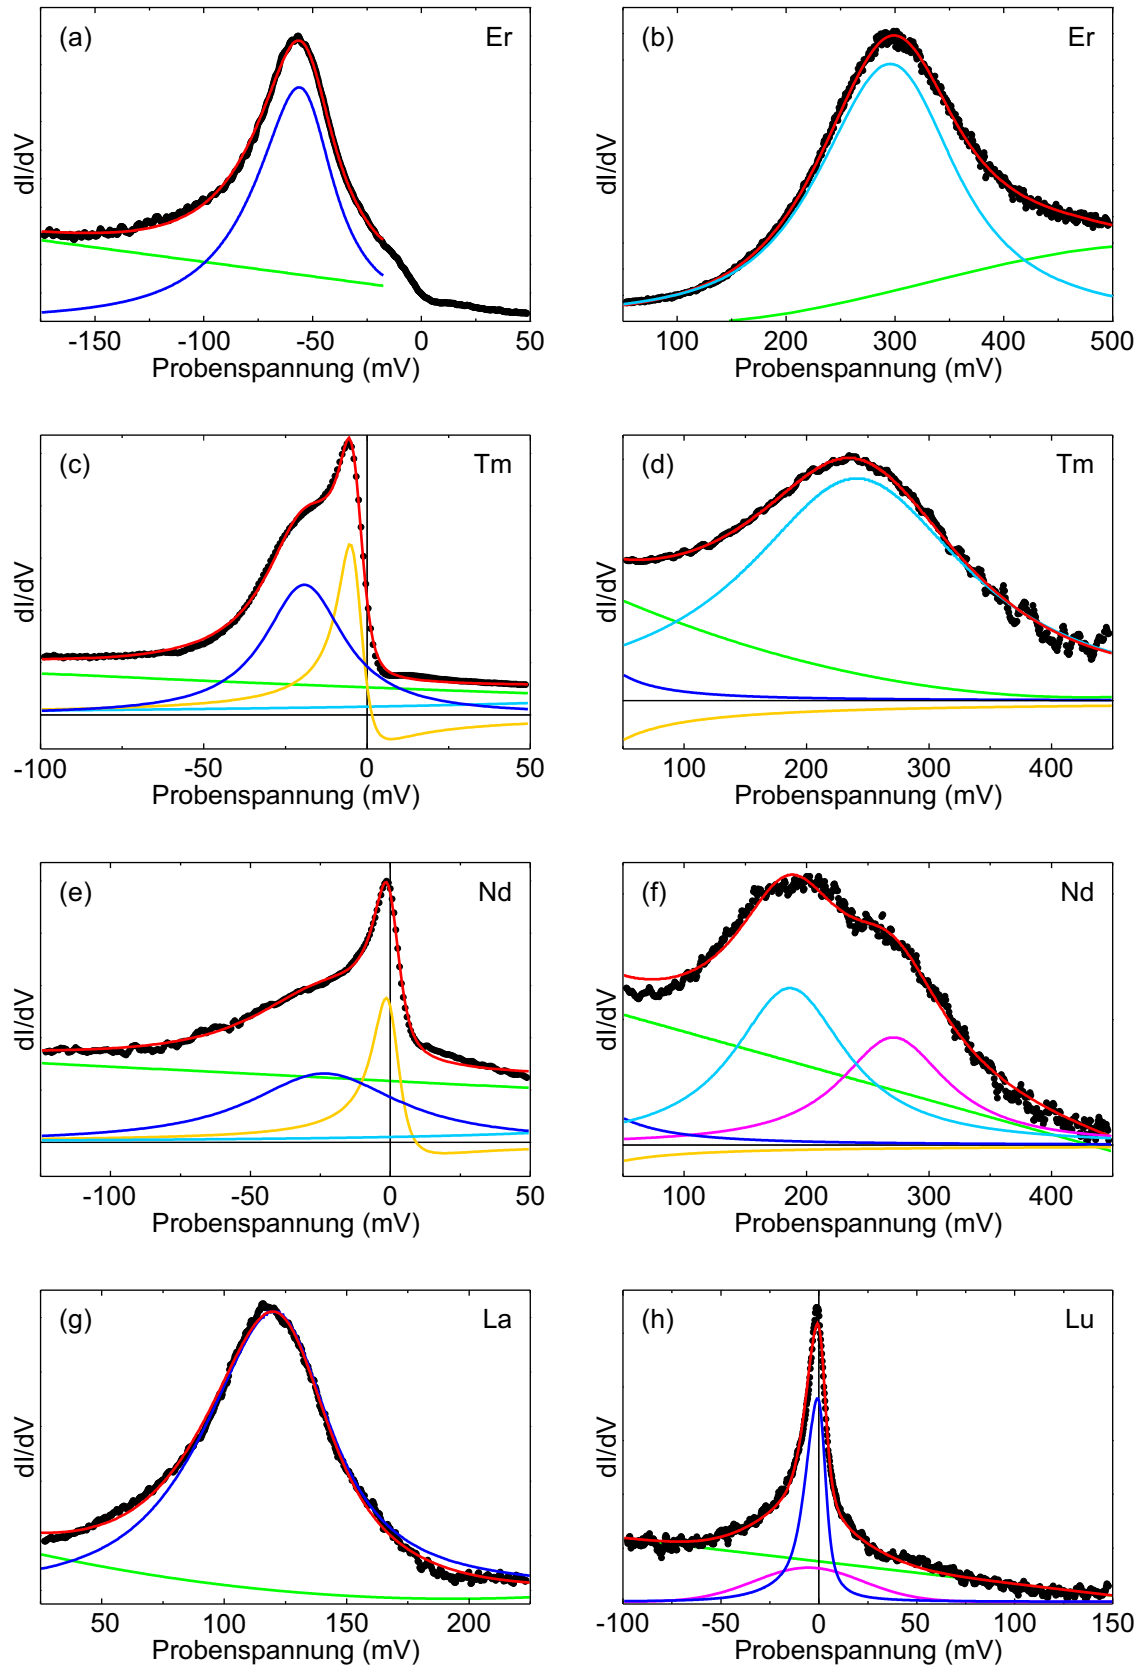 (a) Er
dI/dV
-150 -100 -50 0 50
Probenspannung (mV)
(b) Er
dI/dV
100 200 300 400 500
Probenspannung (mV)
(c) Tm
dI/dV
-100 -50 0 50
Probenspannung (mV)
(d) Tm
dI/dV
100 200 300 400
Probenspannung (mV)
(e) Nd
dI/dV
-100 -50 0 50
Probenspannung (mV)
(f) Nd
dI/dV
100 200 300 400
Probenspannung (mV)
(g) La
dI/dV
50 100 150 200
Probenspannung (mV)
(h) Lu
dI/dV
-100 -50 0 50 100 150
Probenspannung (mV)